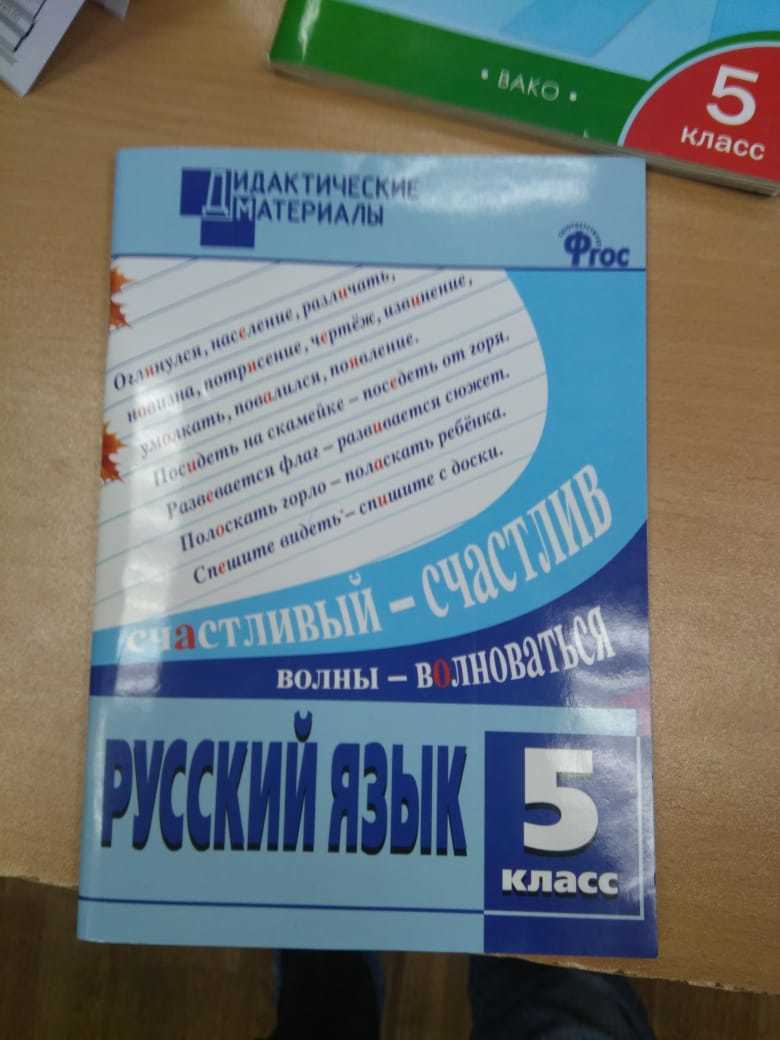 • ВАКО •
5
класс
Дидактические
Материалы
соответствует
ФГОС
Оглянулся, население, различать,
новизна, потрясение, чертёж, извинение,
умолкать, повалился, появление.
Посидеть на скамейке – поседеть от горя.
Развевается флаг – развивается сюжет.
Полоскать горло – поласкать ребёнка.
Спешите видеть – спишите с доски.
счастливый – счастлив
волны – волноваться
РУССКИЙ ЯЗЫК
5
класс